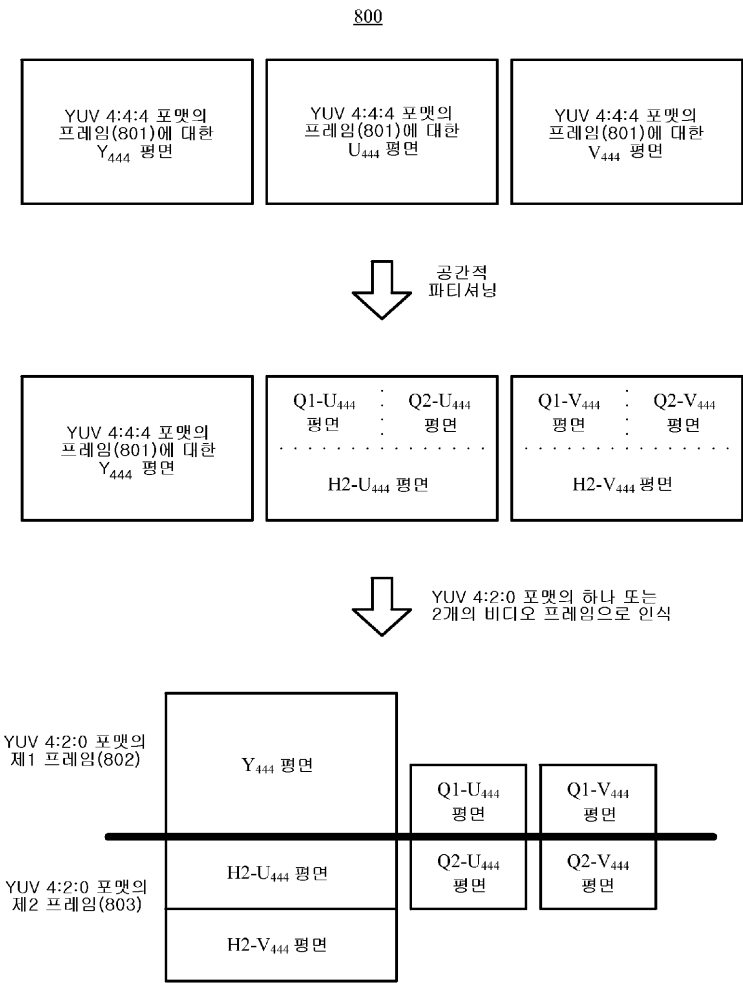 800
YUV 4:4:4 포맷의
프레임(801)에 대한
Y444 평면
YUV 4:4:4 포맷의
프레임(801)에 대한
U444 평면
YUV 4:4:4 포맷의
프레임(801)에 대한
V444 평면
공간적
파티셔닝
YUV 4:4:4 포맷의
프레임(801)에 대한
Y444 평면
Q1-U444
평면
Q2-U444
평면
H2-U444 평면
Q1-V444
평면
Q2-V444
평면
H2-V444 평면
YUV 4:2:0 포맷의 하나 또는
2개의 비디오 프레임으로 인식
YUV 4:2:0 포맷의
제1 프레임(802)
Y444 평면
Q1-U444
평면
Q1-V444
평면
YUV 4:2:0 포맷의
제2 프레임(803)
H2-U444 평면
Q2-U444
평면
Q2-V444
평면
H2-V444 평면